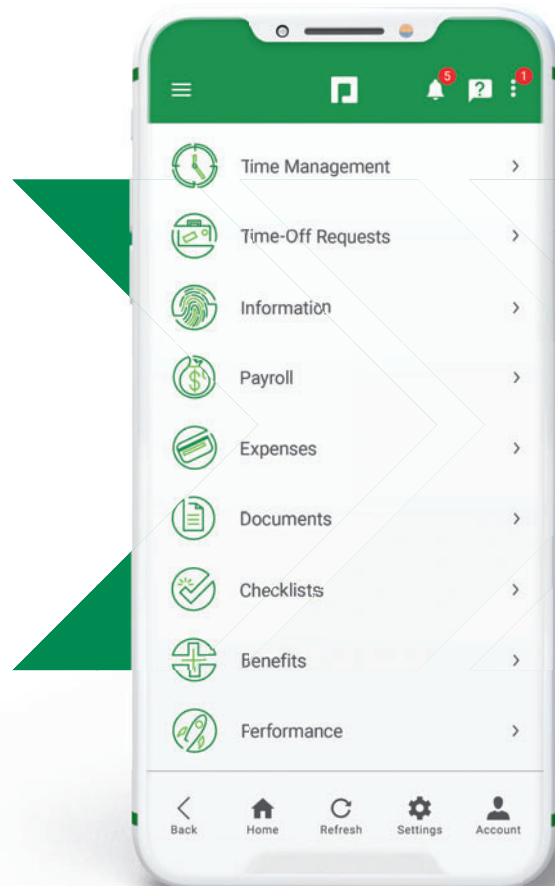 5
?
1
Time Management
Time-Off Requests
Information
Payroll
$
Expenses
Documents
Checklists
Benefits
Performance
Back Home Refresh Settings Account